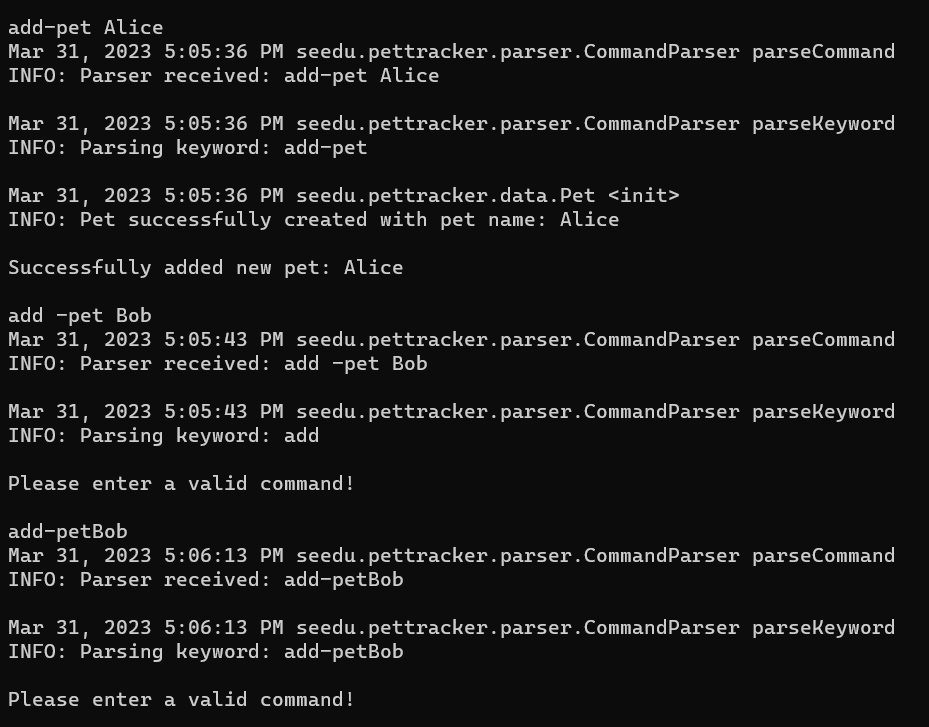 add-pet Alice
Mar 31, 2023 5:05:36 PM seedu.pettracker.parser.CommandParser parseCommand
INFO: Parser received: add-pet Alice
Mar 31, 2023 5:05:36 PM seedu.pettracker.parser.CommandParser parseKeyword
INFO: Parsing keyword: add-pet
Mar 31, 2023 5:05:36 PM seedu.pettracker.data.Pet <init>
INFO: Pet successfully created with pet name: Alice
Successfully added new pet: Alice
add -pet Bob
Mar 31, 2023 5:05:43 PM seedu.pettracker.parser.CommandParser parseCommand
INFO: Parser received: add -pet Bob
Mar 31, 2023 5:05:43 PM seedu.pettracker.parser.CommandParser parseKeyword
INFO: Parsing keyword: add
Please enter a valid command!
add-petBob
Mar 31, 2023 5:06:13 PM seedu.pettracker.parser.CommandParser parseCommand
INFO: Parser received: add-petBob
Mar 31, 2023 5:06:13 PM seedu.pettracker.parser.CommandParser parseKeyword
INFO: Parsing keyword: add-petBob
Please enter a valid command!